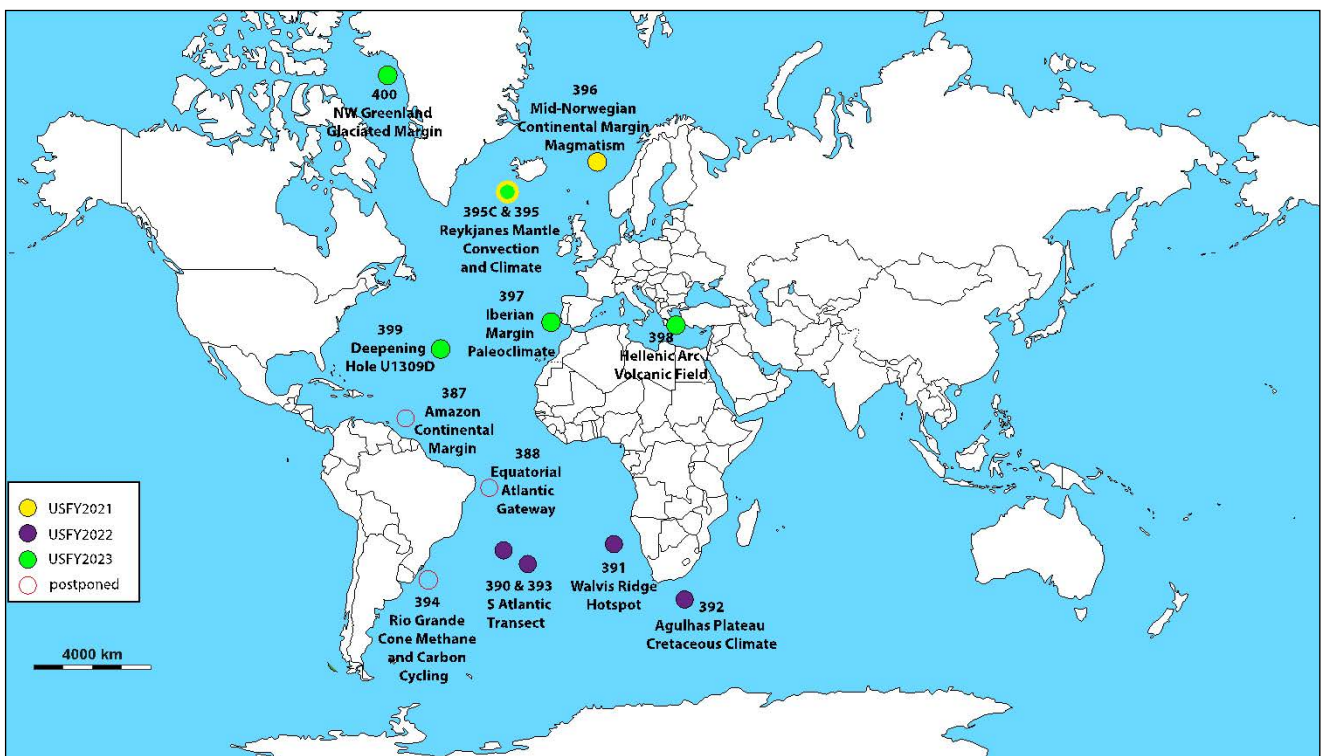 400
NW Greenland
Glaciated Margin
396
Mid-Norwegian
Continental Margin
Magmatism
395C & 395
Reykjanes Mantle
Convection
and Climate
397
Iberian
Margin
Paleoclimate
399
Deepening
Hole U1309D
398
Hellenic Arc
Volcanic Field
387
Amazon
Continental
Margin
388
Equatorial
Atlantic
Gateway
390 & 393
S Atlantic
Transect
391
Walvis Ridge
Hotspot
392
Agulhas Plateau
Cretaceous Climate
394
Rio Grande
Cone Methane
and Carbon
Cycling
USFY2021
USFY2022
USFY2023
postponed
4000 km